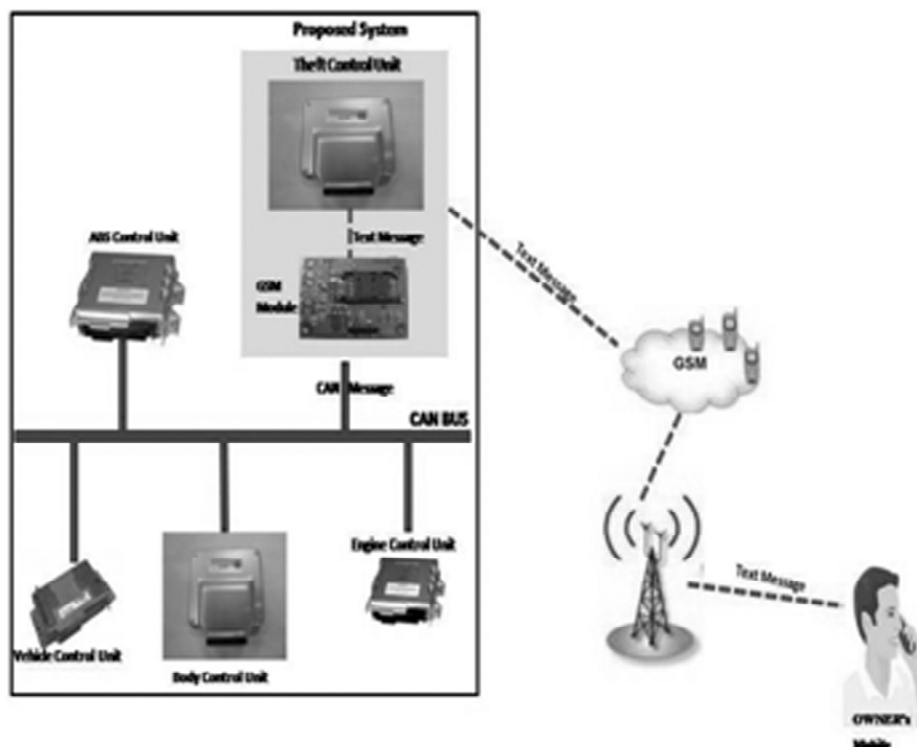 Proposed System
Theft Control Unit
ABS Control Unit
Text Message
GSM
Module
Text Message
GSM
CAN Message
CAN BUS
Engine Control Unit
Text Message
Vehicle Control Unit
Body Control Unit
OWNER's
Mobile